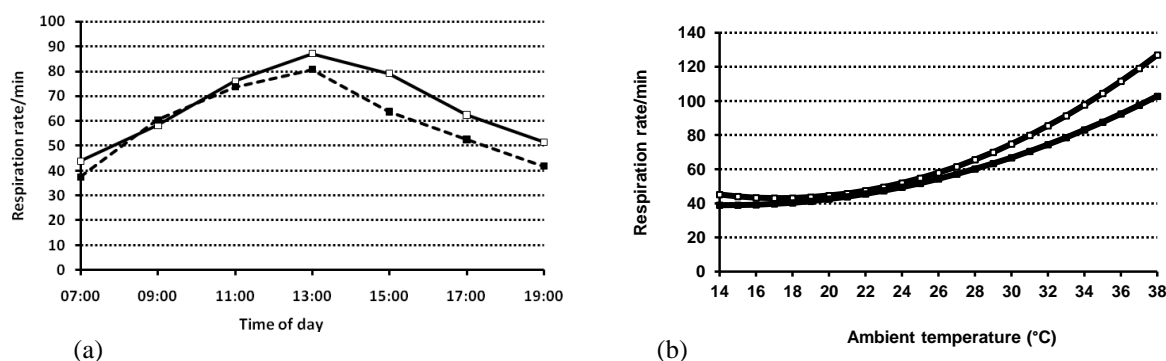 Respiration rate/min
100
90
80
70
60
50
40
30
20
10
0
07:00 09:00 11:00 13:00 15:00 17:00 19:00
Time of day
(a)
Respiration rate/min
140
120
100
80
60
40
20
0
14 16 18 20 22 24 26 28 30 32 34 36 38
Ambient temperature (°C)
(b)